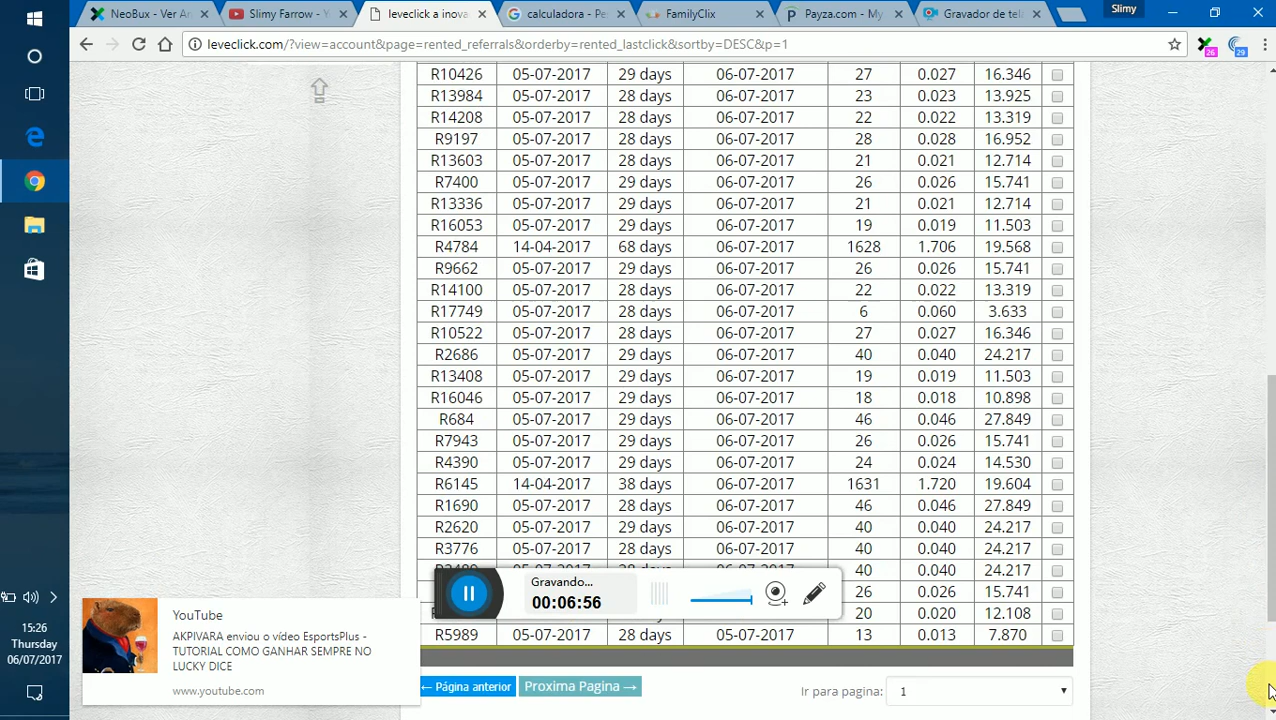 NeoBux - Ver An
Slimy Farrow - Y
leveclick a inova
calculadora - Pe
FamilyClix
Payza.com - My
Gravador de tel
Slimy
leveclick.com/?view=account&page=rented_referrals&orderby=rented_lastclick&sortby=DESC&p=1
26
29
R10426 05-07-2017 29 days 06-07-2017 27 0.027 16.346
R13984 05-07-2017 28 days 06-07-2017 23 0.023 13.925
R14208 05-07-2017 28 days 06-07-2017 22 0.022 13.319
R9197 05-07-2017 28 days 06-07-2017 28 0.028 16.952
R13603 05-07-2017 28 days 06-07-2017 21 0.021 12.714
R7400 05-07-2017 29 days 06-07-2017 26 0.026 15.741
R13336 05-07-2017 29 days 06-07-2017 21 0.021 12.714
R16053 05-07-2017 28 days 06-07-2017 19 0.019 11.503
R4784 14-04-2017 68 days 06-07-2017 1628 1.706 19.568
R9662 05-07-2017 28 days 06-07-2017 26 0.026 15.741
R14100 05-07-2017 28 days 06-07-2017 22 0.022 13.319
R17749 05-07-2017 28 days 06-07-2017 6 0.060 3.633
R10522 05-07-2017 28 days 06-07-2017 27 0.027 16.346
R2686 05-07-2017 29 days 06-07-2017 40 0.040 24.217
R13408 05-07-2017 29 days 06-07-2017 19 0.019 11.503
R16046 05-07-2017 29 days 06-07-2017 18 0.018 10.898
R684 05-07-2017 29 days 06-07-2017 46 0.046 27.849
R7943 05-07-2017 29 days 06-07-2017 26 0.026 15.741
R4390 05-07-2017 29 days 06-07-2017 24 0.024 14.530
R6145 14-04-2017 38 days 06-07-2017 1631 1.720 19.604
R1690 05-07-2017 28 days 06-07-2017 46 0.046 27.849
R2620 05-07-2017 29 days 06-07-2017 40 0.040 24.217
R3776 05-07-2017 28 days 06-07-2017 40 0.040 24.217
40 0.040 24.217
26 0.026 15.741
20 0.020 12.108
R5989 05-07-2017 28 days 05-07-2017 13 0.013 7.870
Gravando...
00:06:56
← Página anterior
Proxima Pagina →
Ir para pagina:
1
YouTube
AKPIVARA enviou o vídeo EsportsPlus -
TUTORIAL COMO GANHAR SEMPRE NO
LUCKY DICE
www.youtube.com
15:26
Thursday
06/07/2017